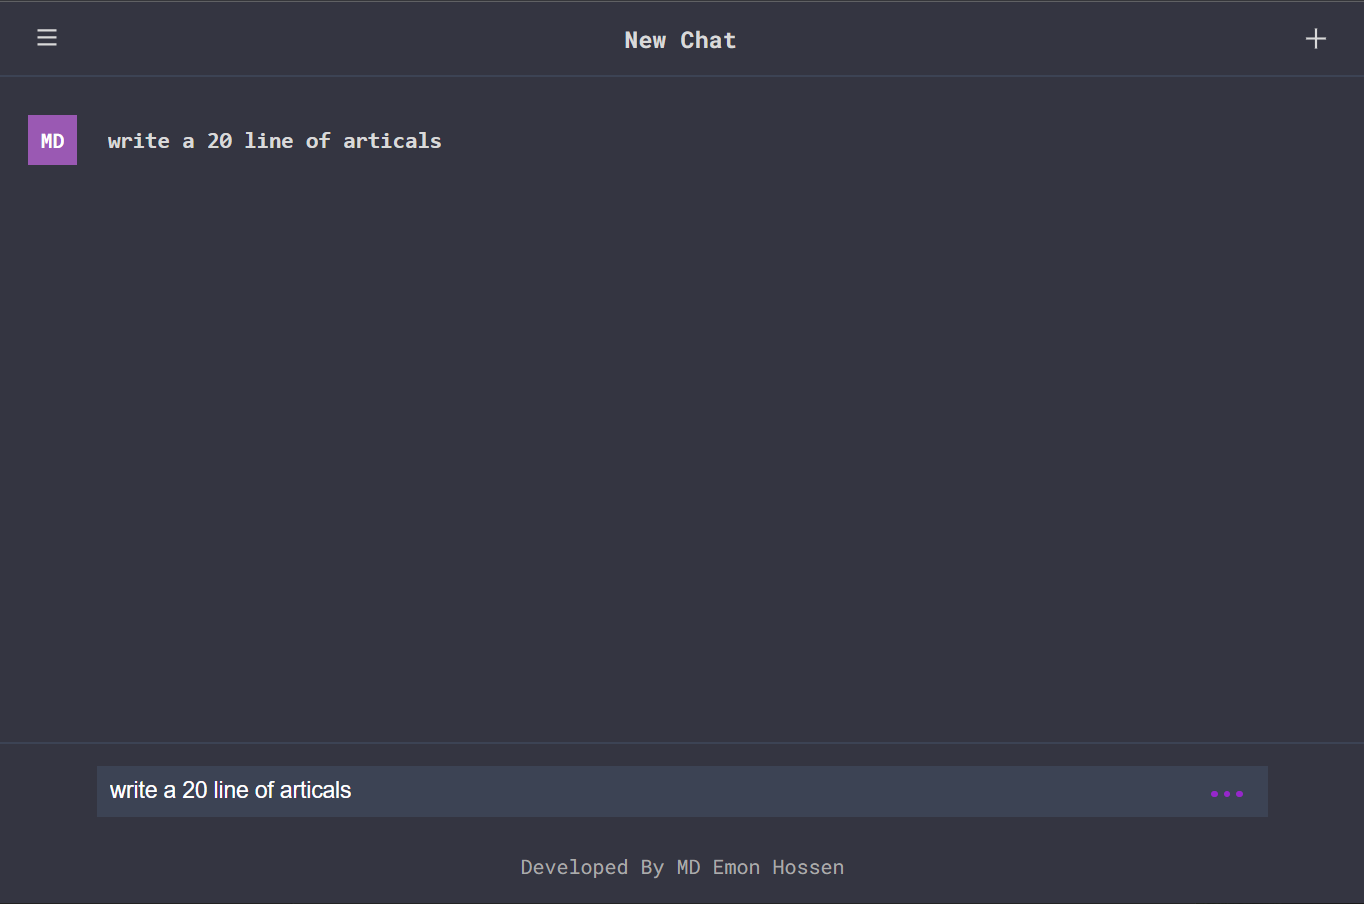 New Chat
MD
write a 20 line of articals
write a 20 line of articals
Developed By MD Emon Hossen